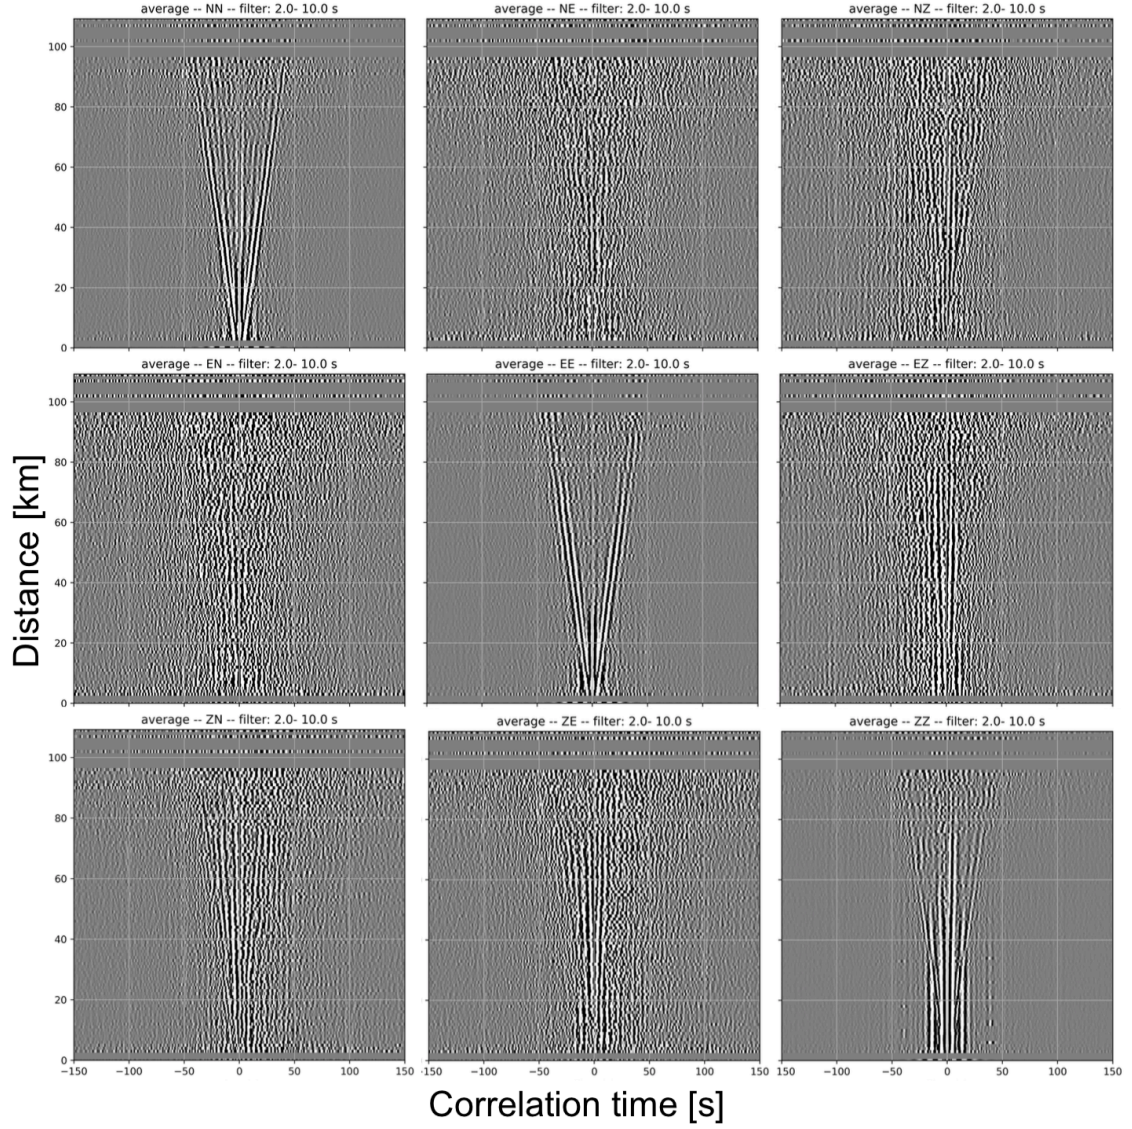 average -- NN -- filter: 2.0- 10.0 s
average -- NE -- filter: 2.0- 10.0 s
average -- NZ -- filter: 2.0- 10.0 s
100
80
60
40
20
0
average -- EN -- filter: 2.0- 10.0 s
average -- EE -- filter: 2.0- 10.0 s
average -- EZ -- filter: 2.0- 10.0 s
100
80
60
40
20
0
Distance [km]
average -- ZN -- filter: 2.0- 10.0 s
average -- ZE -- filter: 2.0- 10.0 s
average -- ZZ -- filter: 2.0- 10.0 s
100
80
60
40
20
0
−150 −100 −50 0 50 100 150
−100 −50 0 50 100 150
150 −100 −50 0 50 100 150
Correlation time [s]